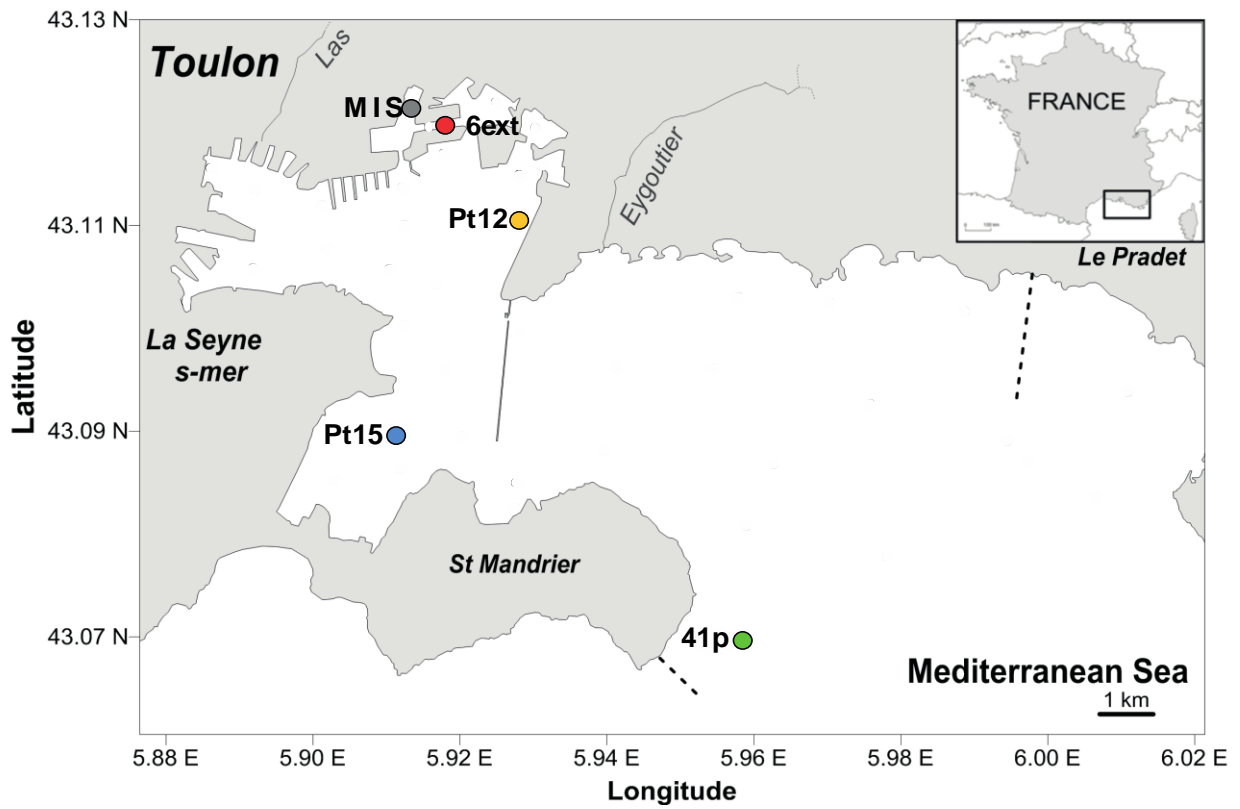 43.13 N
Toulon
Las
M I S
6ext
FRANCE
Eygoutier
Pt12
43.11 N
Le Pradet
La Seyne
s-mer
Latitude
Pt15
43.09 N
St Mandrier
43.07 N
41p
Mediterranean Sea
1 km
5.88 E
5.90 E
5.92 E
5.94 E
5.96 E
5.98 E
6.00 E
6.02 E
Longitude